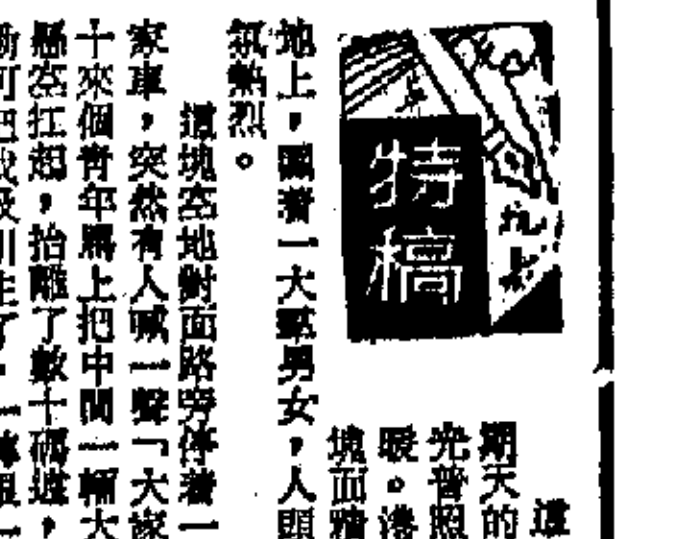 特稿
這
期天的
光普照
暖。港
塊面積
地上，圍着一大羣男女，人頭
氣熱烈。
這塊空地對面路旁停着一
家車，突然有人喊一聲「大家
十來個青年馬上把中間一輛大
懸空扛起，抬離了數十碼遠，